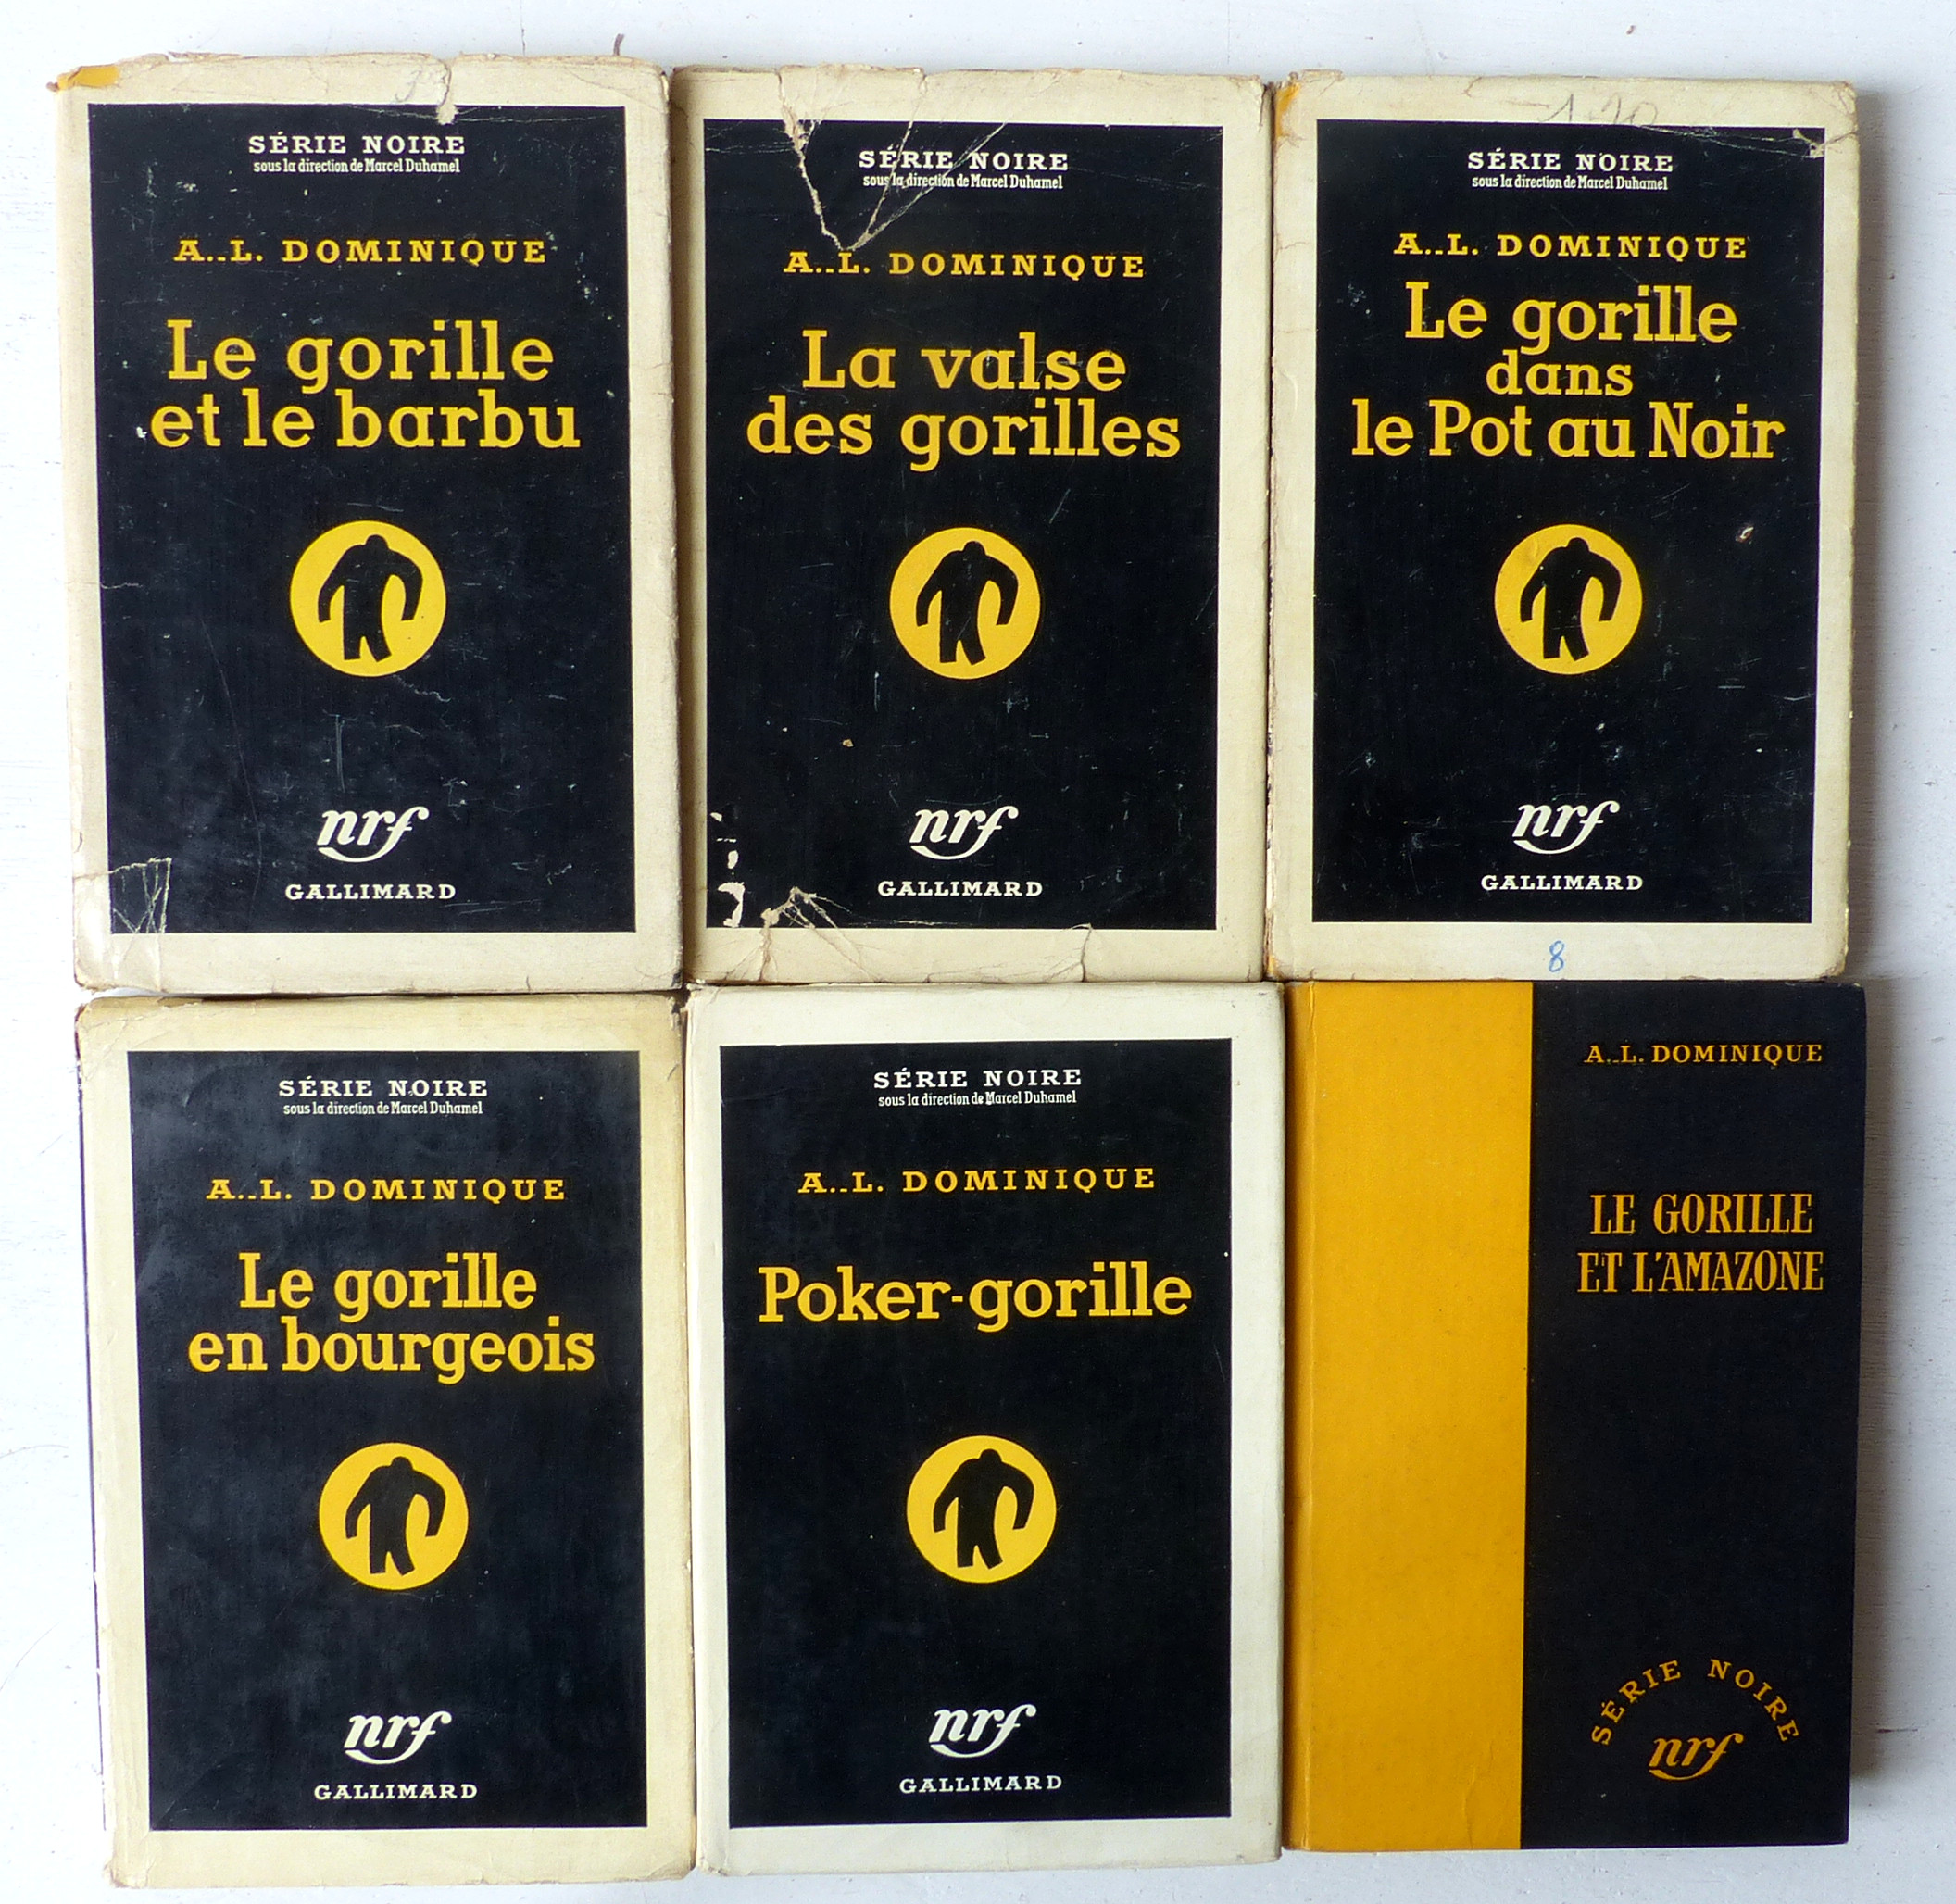 SÉRIE NOIRE
sous la direction de Marcel Duhamel
A..L. DOMINIQUE
Le gorille
et le barbu
nrf
GALLIMARD
SÉRIE NOIRE
sous la direction de Marcel Duhamel
A..L. DOMINIQUE
La valse
des gorilles
nrf
GALLIMARD
SÉRIE NOIRE
sous la direction de Marcel Duhamel
A..L. DOMINIQUE
Le gorille
dans
le Pot au Noir
nrf
GALLIMARD
8
SÉRIE NOIRE
sous la direction de Marcel Duhamel
A..L. DOMINIQUE
Le gorille
en bourgeois
nrf
GALLIMARD
SÉRIE NOIRE
sous la direction de Marcel Duhamel
A..L. DOMINIQUE
Poker-gorille
nrf
GALLIMARD
A..L. DOMINIQUE
LE GORILLE
ET L'AMAZONE
SÉRIE NOIRE
nrf